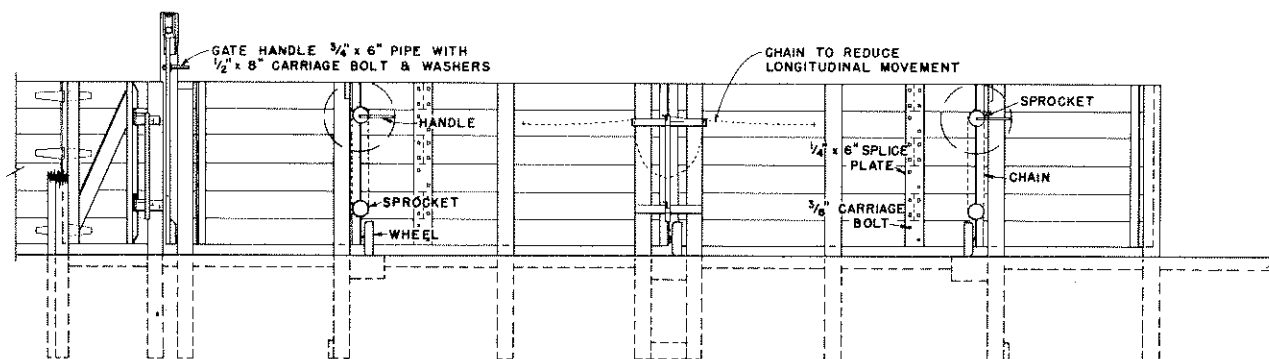 GATE HANDLE 3/4" x 6" PIPE WITH
1/2" x 8" CARRIAGE BOLT & WASHERS
CHAIN TO REDUCE
LONGITUDINAL MOVEMENT
SPROCKET
HANDLE
1/4" x 6" SPLICE
PLATE
CHAIN
SPROCKET
3/8" CARRIAGE
BOLT
WHEEL